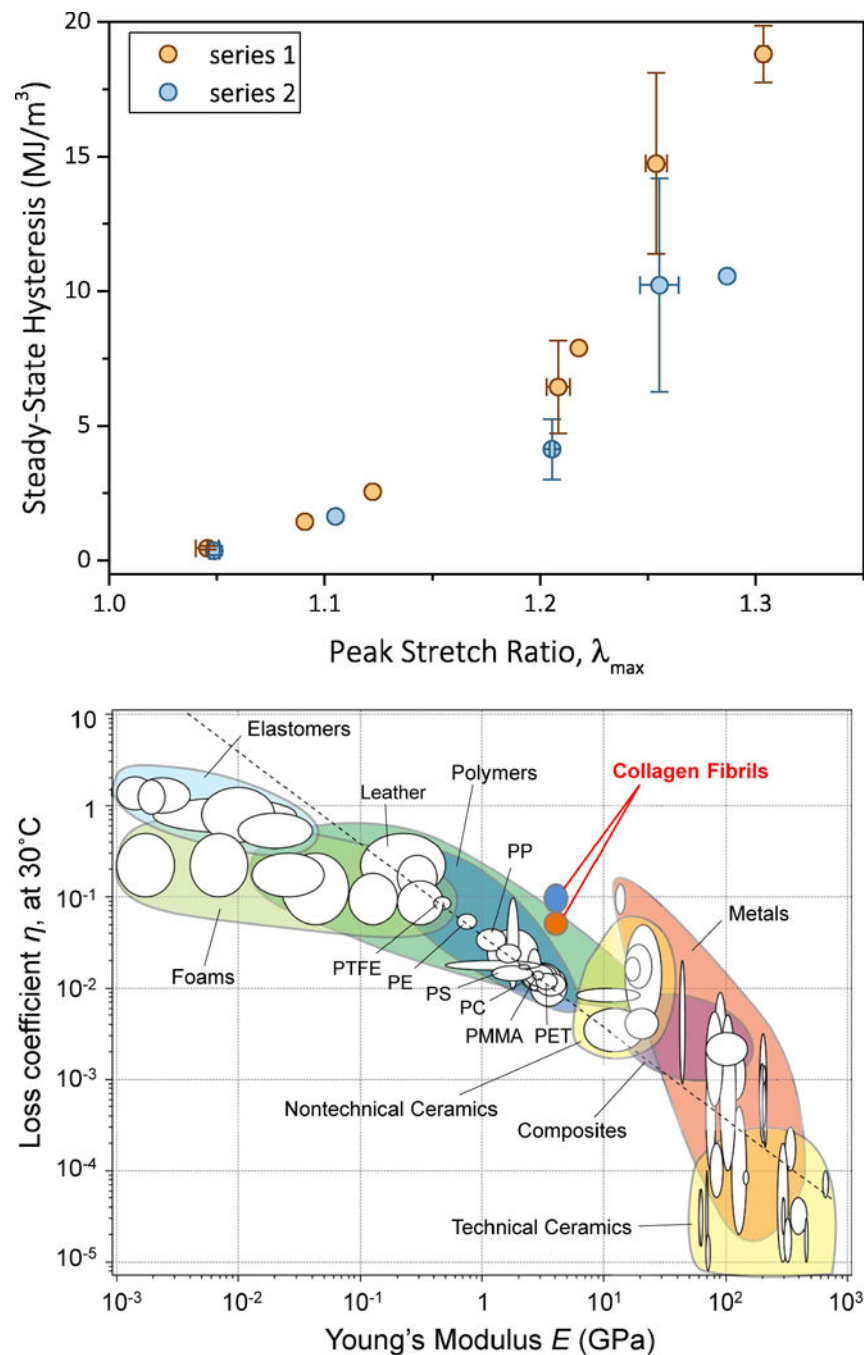 20
15
10
5
0
Steady-State Hysteresis (MJ/m³)
series 1
series 2
1.0 1.1 1.2 1.3
Peak Stretch Ratio, λmax
10
1
10⁻¹
10⁻²
10⁻³
10⁻⁴
10⁻⁵
Loss coefficient η, at 30˚C
Elastomers
Polymers
Collagen Fibrils
Leather
PP
Metals
Foams
PTFE
PE
PS
PC
PMMA
PET
Nontechnical Ceramics
Composites
Technical Ceramics
10⁻³ 10⁻² 10⁻¹ 1 10¹ 10² 10³
Young's Modulus E (GPa)